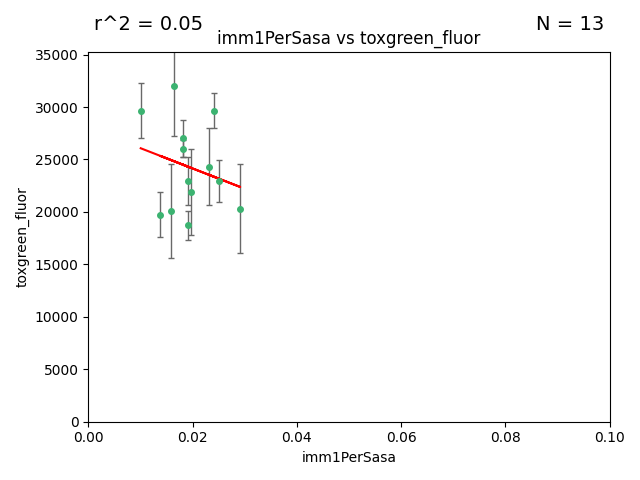 r^2 = 0.05
N = 13
imm1PerSasa vs toxgreen_fluor
35000
30000
25000
20000
15000
10000
5000
0
toxgreen_fluor
0.00
0.02
0.04
0.06
0.08
0.10
imm1PerSasa